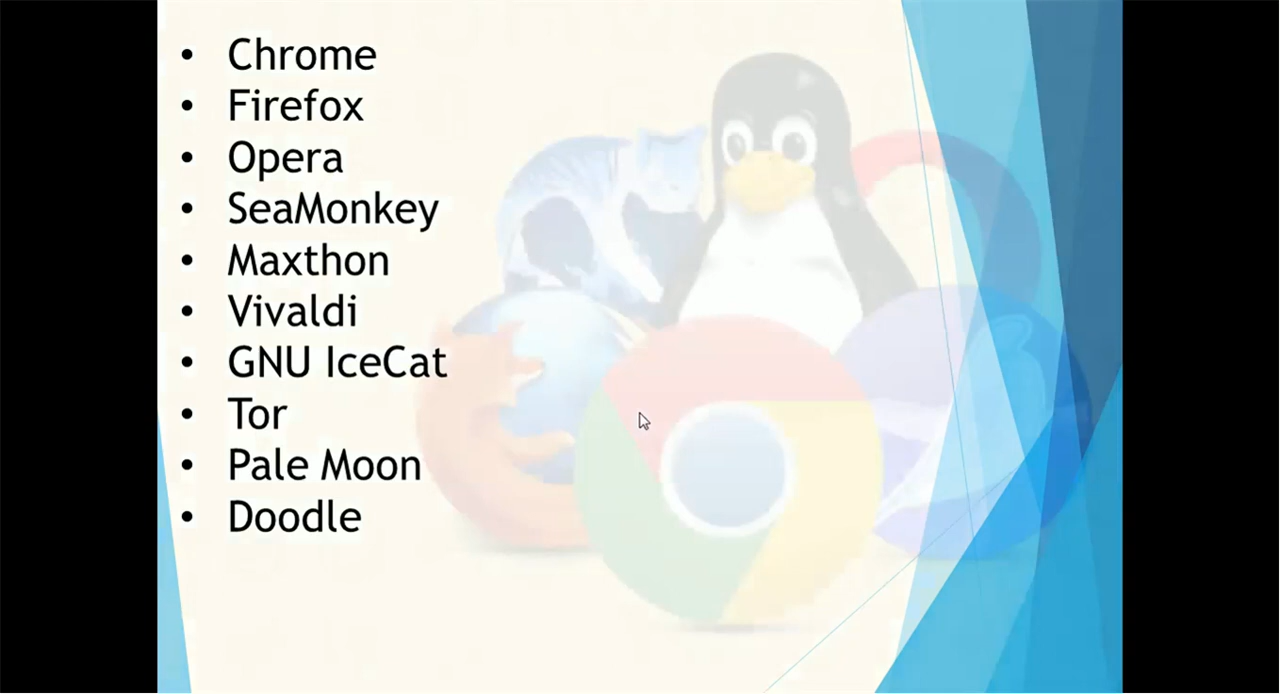 • Chrome
• Firefox
• Opera
• SeaMonkey
• Maxthon
• Vivaldi
• GNU IceCat
• Tor
• Pale Moon
• Doodle